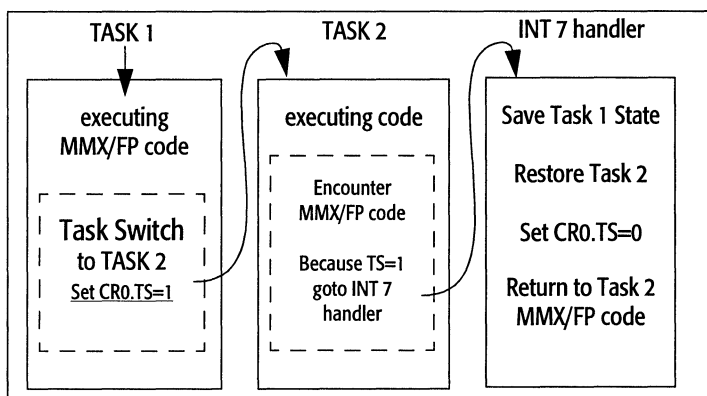 TASK 1
executing
MMX/FP code
Task Switch
to TASK 2
Set CR0.TS=1
TASK 2
executing code
Encounter
MMX/FP code
Because TS=1
goto INT 7
handler
INT 7 handler
Save Task 1 State
Restore Task 2
Set CR0.TS=0
Return to Task 2
MMX/FP code